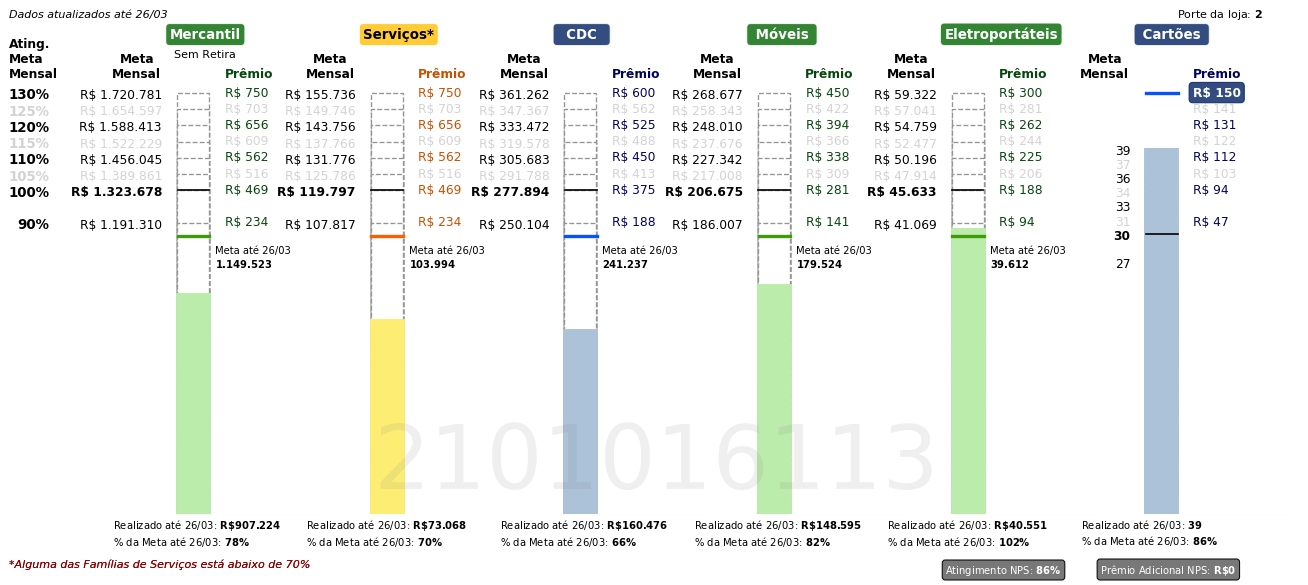 Dados atualizados até 26/03
Porte da loja: 2
Mercantil Serviços* CDC Móveis Eletroportáteis Cartões
Sem Retira
Ating. Meta Mensal
Meta Mensal Prêmio Meta Mensal Prêmio Meta Mensal Prêmio Meta Mensal Prêmio Meta Mensal Prêmio Meta Mensal Prêmio
130% R$ 1.720.781 R$ 750 R$ 155.736 R$ 750 R$ 361.262 R$ 600 R$ 268.677 R$ 450 R$ 59.322 R$ 300 R$ 150
125% R$ 1.654.597 R$ 703 R$ 149.746 R$ 703 R$ 347.367 R$ 562 R$ 258.343 R$ 422 R$ 57.041 R$ 281 R$ 141
120% R$ 1.588.413 R$ 656 R$ 143.756 R$ 656 R$ 333.472 R$ 525 R$ 248.010 R$ 394 R$ 54.759 R$ 262 R$ 131
115% R$ 1.522.229 R$ 609 R$ 137.766 R$ 609 R$ 319.578 R$ 488 R$ 237.676 R$ 366 R$ 52.477 R$ 244 R$ 122
110% R$ 1.456.045 R$ 562 R$ 131.776 R$ 562 R$ 305.683 R$ 450 R$ 227.342 R$ 338 R$ 50.196 R$ 225 39 R$ 112
105% R$ 1.389.861 R$ 516 R$ 125.786 R$ 516 R$ 291.788 R$ 413 R$ 217.008 R$ 309 R$ 47.914 R$ 206 37 R$ 103
100% R$ 1.323.678 R$ 469 R$ 119.797 R$ 469 R$ 277.894 R$ 375 R$ 206.675 R$ 281 R$ 45.633 R$ 188 36 R$ 94
34
33
90% R$ 1.191.310 R$ 234 R$ 107.817 R$ 234 R$ 250.104 R$ 188 R$ 186.007 R$ 141 R$ 41.069 R$ 94 31 R$ 47
30
Meta até 26/03 Meta até 26/03 Meta até 26/03 Meta até 26/03 Meta até 26/03
1.149.523 103.994 241.237 179.524 39.612 27
2101016113
Realizado até 26/03: R$907.224 Realizado até 26/03: R$73.068 Realizado até 26/03: R$160.476 Realizado até 26/03: R$148.595 Realizado até 26/03: R$40.551 Realizado até 26/03: 39
% da Meta até 26/03: 78% % da Meta até 26/03: 70% % da Meta até 26/03: 66% % da Meta até 26/03: 82% % da Meta até 26/03: 102% % da Meta até 26/03: 86%
*Alguma das Famílias de Serviços está abaixo de 70%
Atingimento NPS: 86% Prêmio Adicional NPS: R$0